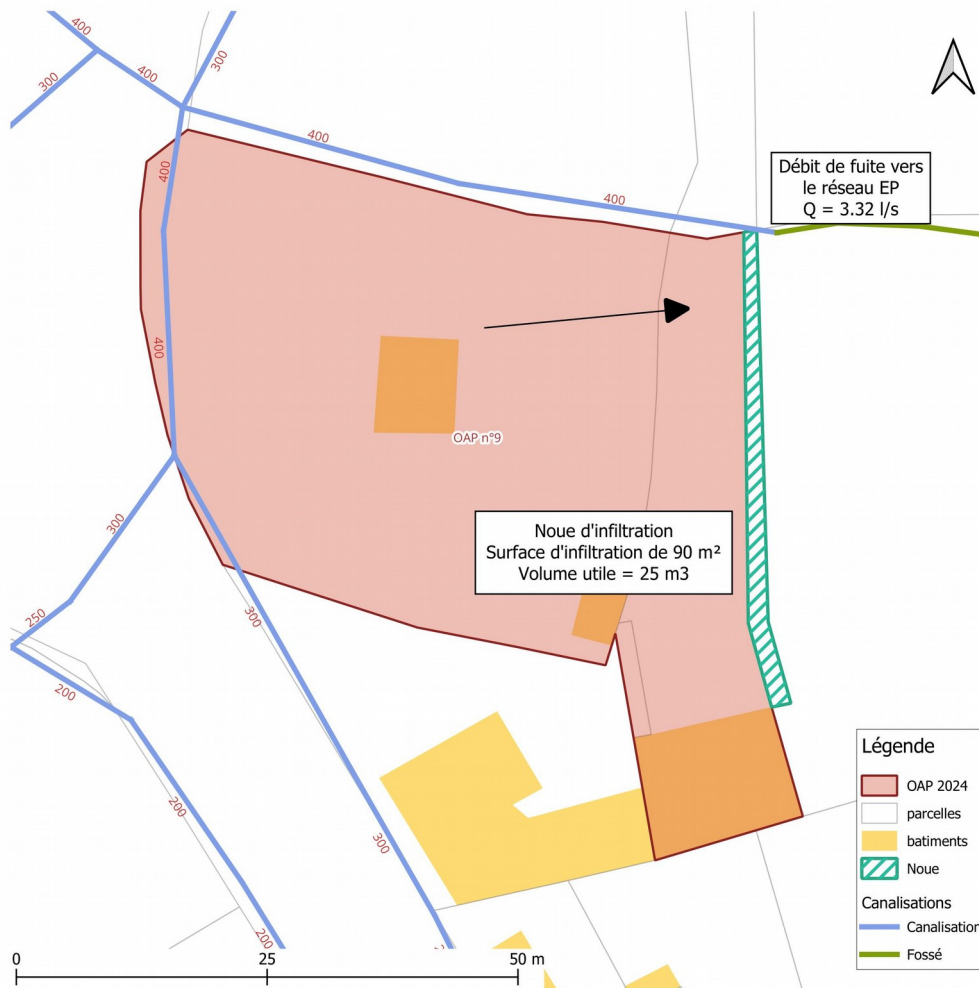 400
300
400
300
400
400
400
Débit de fuite vers
le réseau EP
Q = 3.32 l/s
400
OAP n°9
300
Noue d'infiltration
Surface d'infiltration de 90 m²
Volume utile = 25 m3
250
300
200
200
300
200
Légende
OAP 2024
parcelles
batiments
Noue
Canalisations
Canalisation
Fossé
0
25
50 m